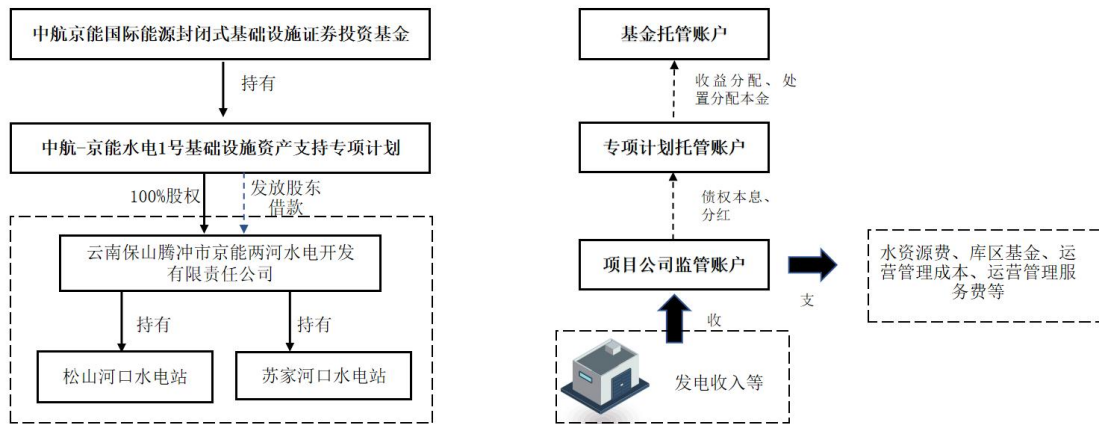 中航京能国际能源封闭式基础设施证券投资基金
持有
中航-京能水电1号基础设施资产支持专项计划
100%股权
发放股东
借款
云南保山腾冲市京能两河水电开发
有限责任公司
持有
持有
松山河口水电站
苏家河口水电站
基金托管账户
收益分配、处
置分配本金
专项计划托管账户
债权本息、
分红
项目公司监管账户
支
水资源费、库区基金、运
营管理成本、运营管理服
务费等
收
发电收入等